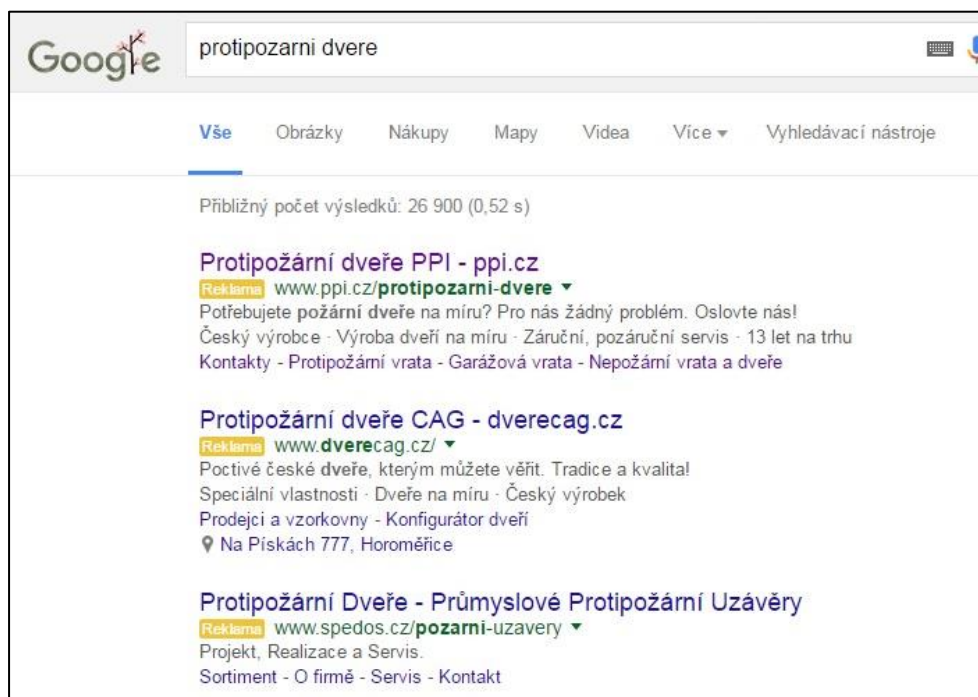 Google
protipozarni dvere
Vše Obrázky Nákupy Mapy Videa Více Vyhledávací nástroje
Přibližný počet výsledků: 26 900 (0,52 s)
Protipožární dveře PPI - ppi.cz
Reklama www.ppi.cz/protipozarni-dvere
Potřebujete požární dveře na míru? Pro nás žádný problém. Oslovte nás!
Český výrobce · Výroba dveří na míru · Záruční, pozáruční servis · 13 let na trhu
Kontakty - Protipožární vrata - Garážová vrata - Nepožární vrata a dveře
Protipožární dveře CAG - dverecag.cz
Reklama www.dverecag.cz/
Poctivé české dveře, kterým můžete věřit. Tradice a kvalita!
Speciální vlastnosti · Dveře na míru · Český výrobek
Prodejci a vzorkovny - Konfigurátor dveří
Na Pískách 777, Horoměřice
Protipožární Dveře - Průmyslové Protipožární Uzávěry
Reklama www.spedos.cz/pozarni-uzavery
Projekt, Realizace a Servis.
Sortiment - O firmě - Servis - Kontakt